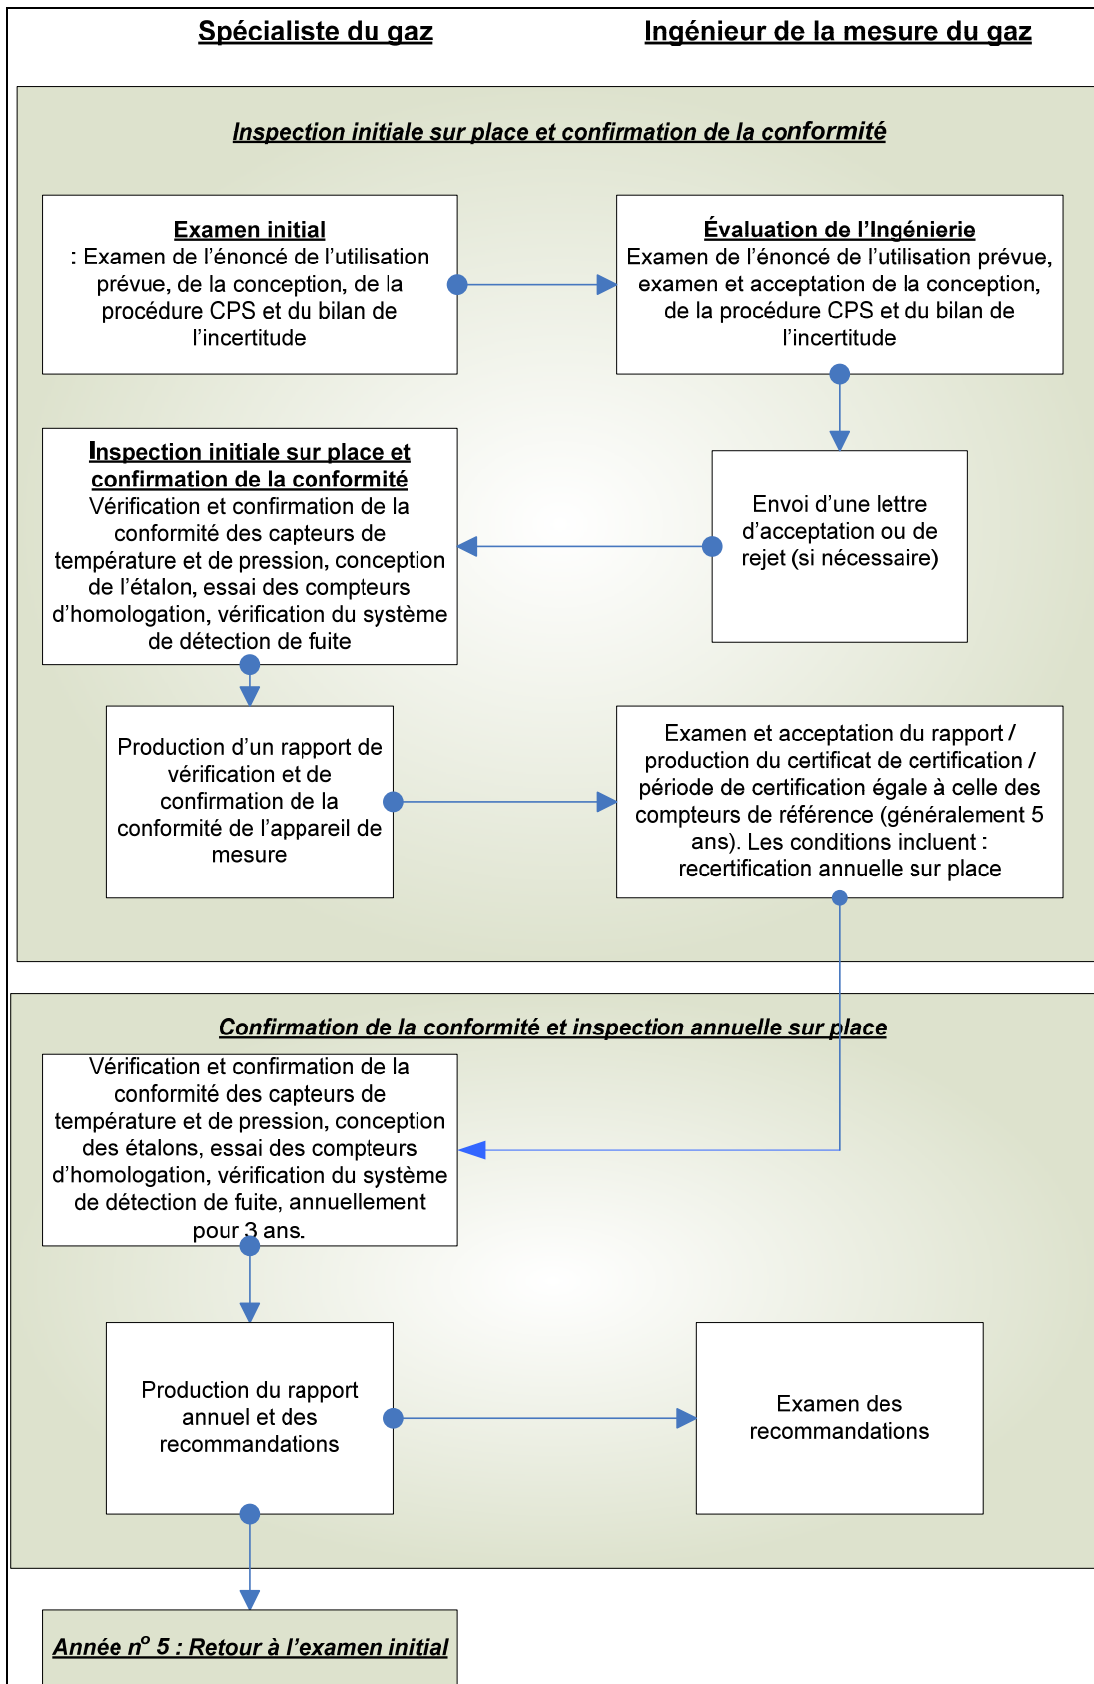 Spécialiste du gaz
Ingénieur de la mesure du gaz
Inspection initiale sur place et confirmation de la conformité
Examen initial
: Examen de l'énoncé de l'utilisation
prévue, de la conception, de la
procédure CPS et du bilan de
l'incertitude
Évaluation de l'Ingénierie
Examen de l'énoncé de l'utilisation prévue,
examen et acceptation de la conception,
de la procédure CPS et du bilan de
l'incertitude
Envoi d'une lettre
d'acceptation ou de
rejet (si nécessaire)
Inspection initiale sur place et
confirmation de la conformité
Vérification et confirmation de la
conformité des capteurs de
température et de pression, conception
de l'étalon, essai des compteurs
d'homologation, vérification du système
de détection de fuite
Production d'un rapport de
vérification et de
confirmation de la
conformité de l'appareil de
mesure
Examen et acceptation du rapport /
production du certificat de certification /
période de certification égale à celle des
compteurs de référence (généralement 5
ans). Les conditions incluent :
recertification annuelle sur place
Confirmation de la conformité et inspection annuelle sur place
Vérification et confirmation de la
conformité des capteurs de
température et de pression, conception
des étalons, essai des compteurs
d'homologation, vérification du système
de détection de fuite, annuellement
pour 3 ans.
Production du rapport
annuel et des
recommandations
Examen des
recommandations
Année nº 5 : Retour à l'examen initial